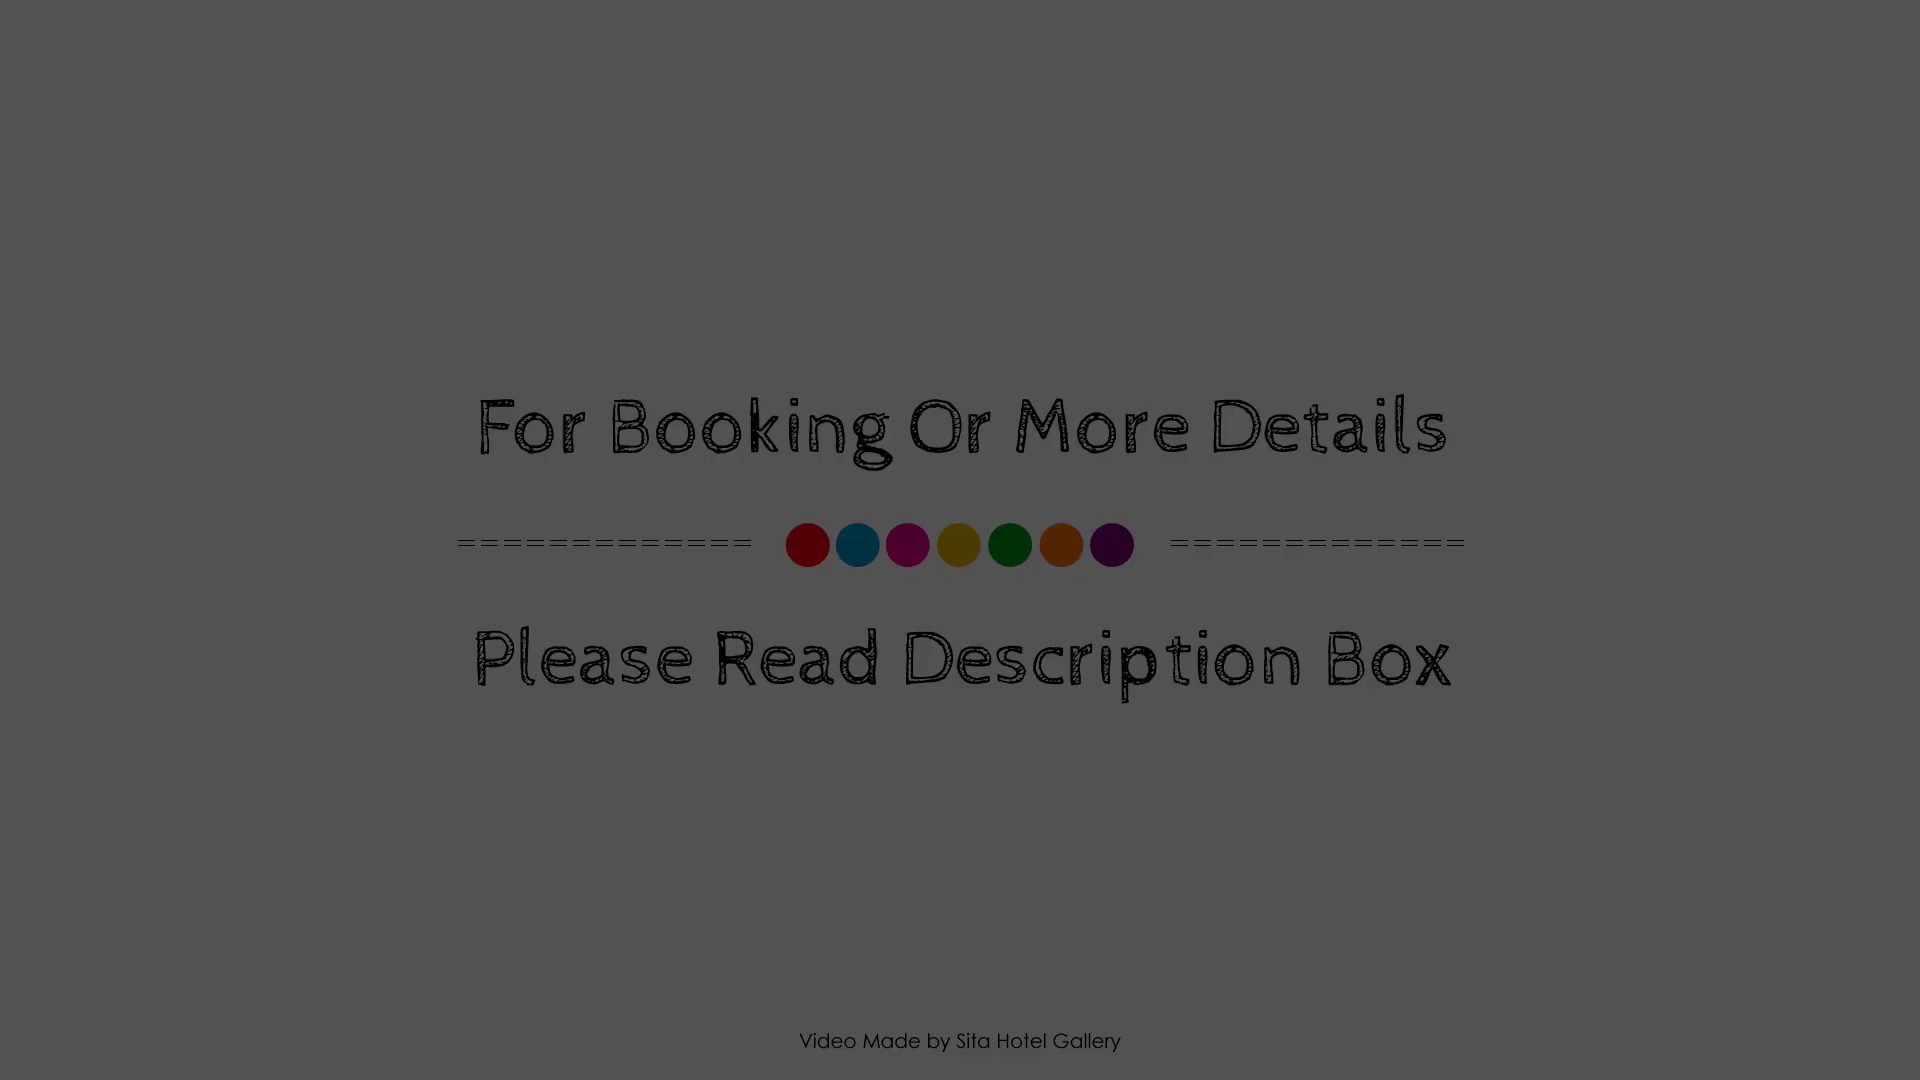 For Booking Or More Details
============= =============
Please Read Description Box
Video Made by Sita Hotel Gallery